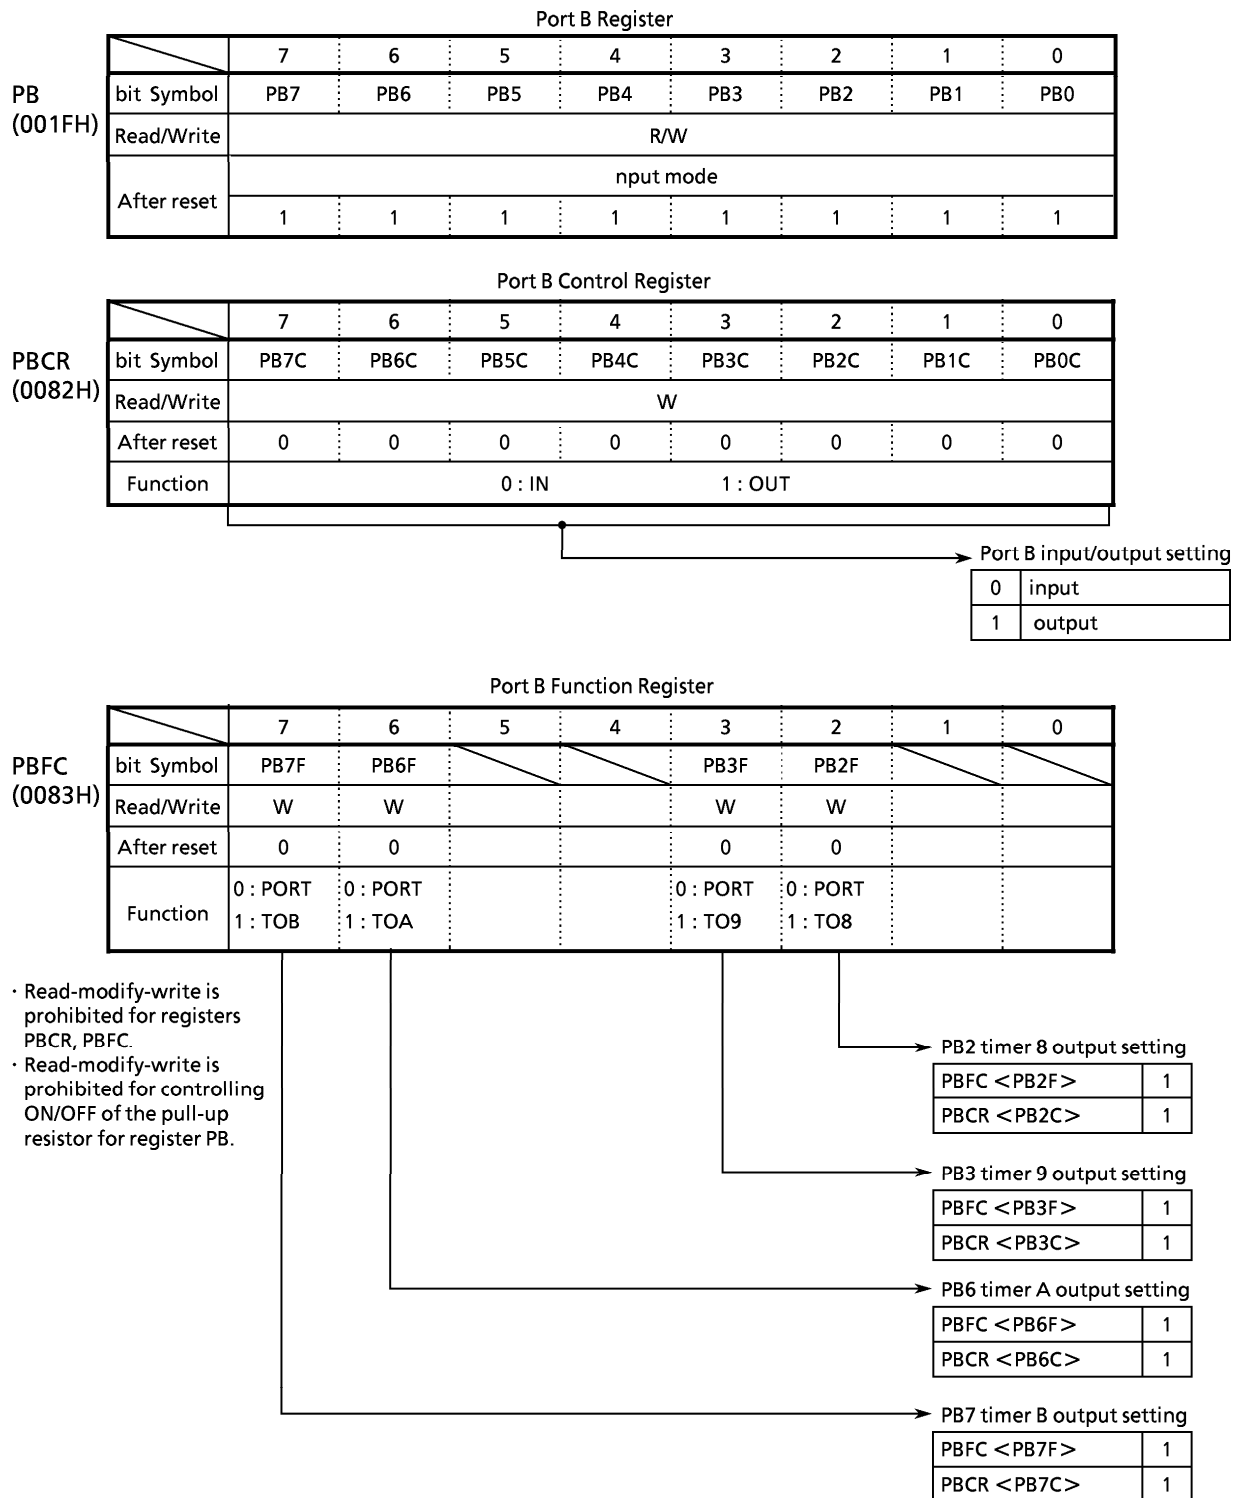 Port B Register
7 6 5 4 3 2 1 0
PB
(001FH)
bit Symbol PB7 PB6 PB5 PB4 PB3 PB2 PB1 PB0
Read/Write R/W
After reset
nput mode
1 1 1 1 1 1 1 1
Port B Control Register
7 6 5 4 3 2 1 0
PBCR
(0082H)
bit Symbol PB7C PB6C PB5C PB4C PB3C PB2C PB1C PB0C
Read/Write W
After reset 0 0 0 0 0 0 0 0
Function 0 : IN 1 : OUT
Port B input/output setting
0 input
1 output
Port B Function Register
7 6 5 4 3 2 1 0
PBFC
(0083H)
bit Symbol PB7F PB6F PB3F PB2F
Read/Write W W W W
After reset 0 0 0 0
Function
0 : PORT 0 : PORT 0 : PORT 0 : PORT
1 : TOB 1 : TOA 1 : TO9 1 : TO8
· Read-modify-write is
prohibited for registers
PBCR, PBFC.
· Read-modify-write is
prohibited for controlling
ON/OFF of the pull-up
resistor for register PB.
PB2 timer 8 output setting
PBFC <PB2F> 1
PBCR <PB2C> 1
PB3 timer 9 output setting
PBFC <PB3F> 1
PBCR <PB3C> 1
PB6 timer A output setting
PBFC <PB6F> 1
PBCR <PB6C> 1
PB7 timer B output setting
PBFC <PB7F> 1
PBCR <PB7C> 1